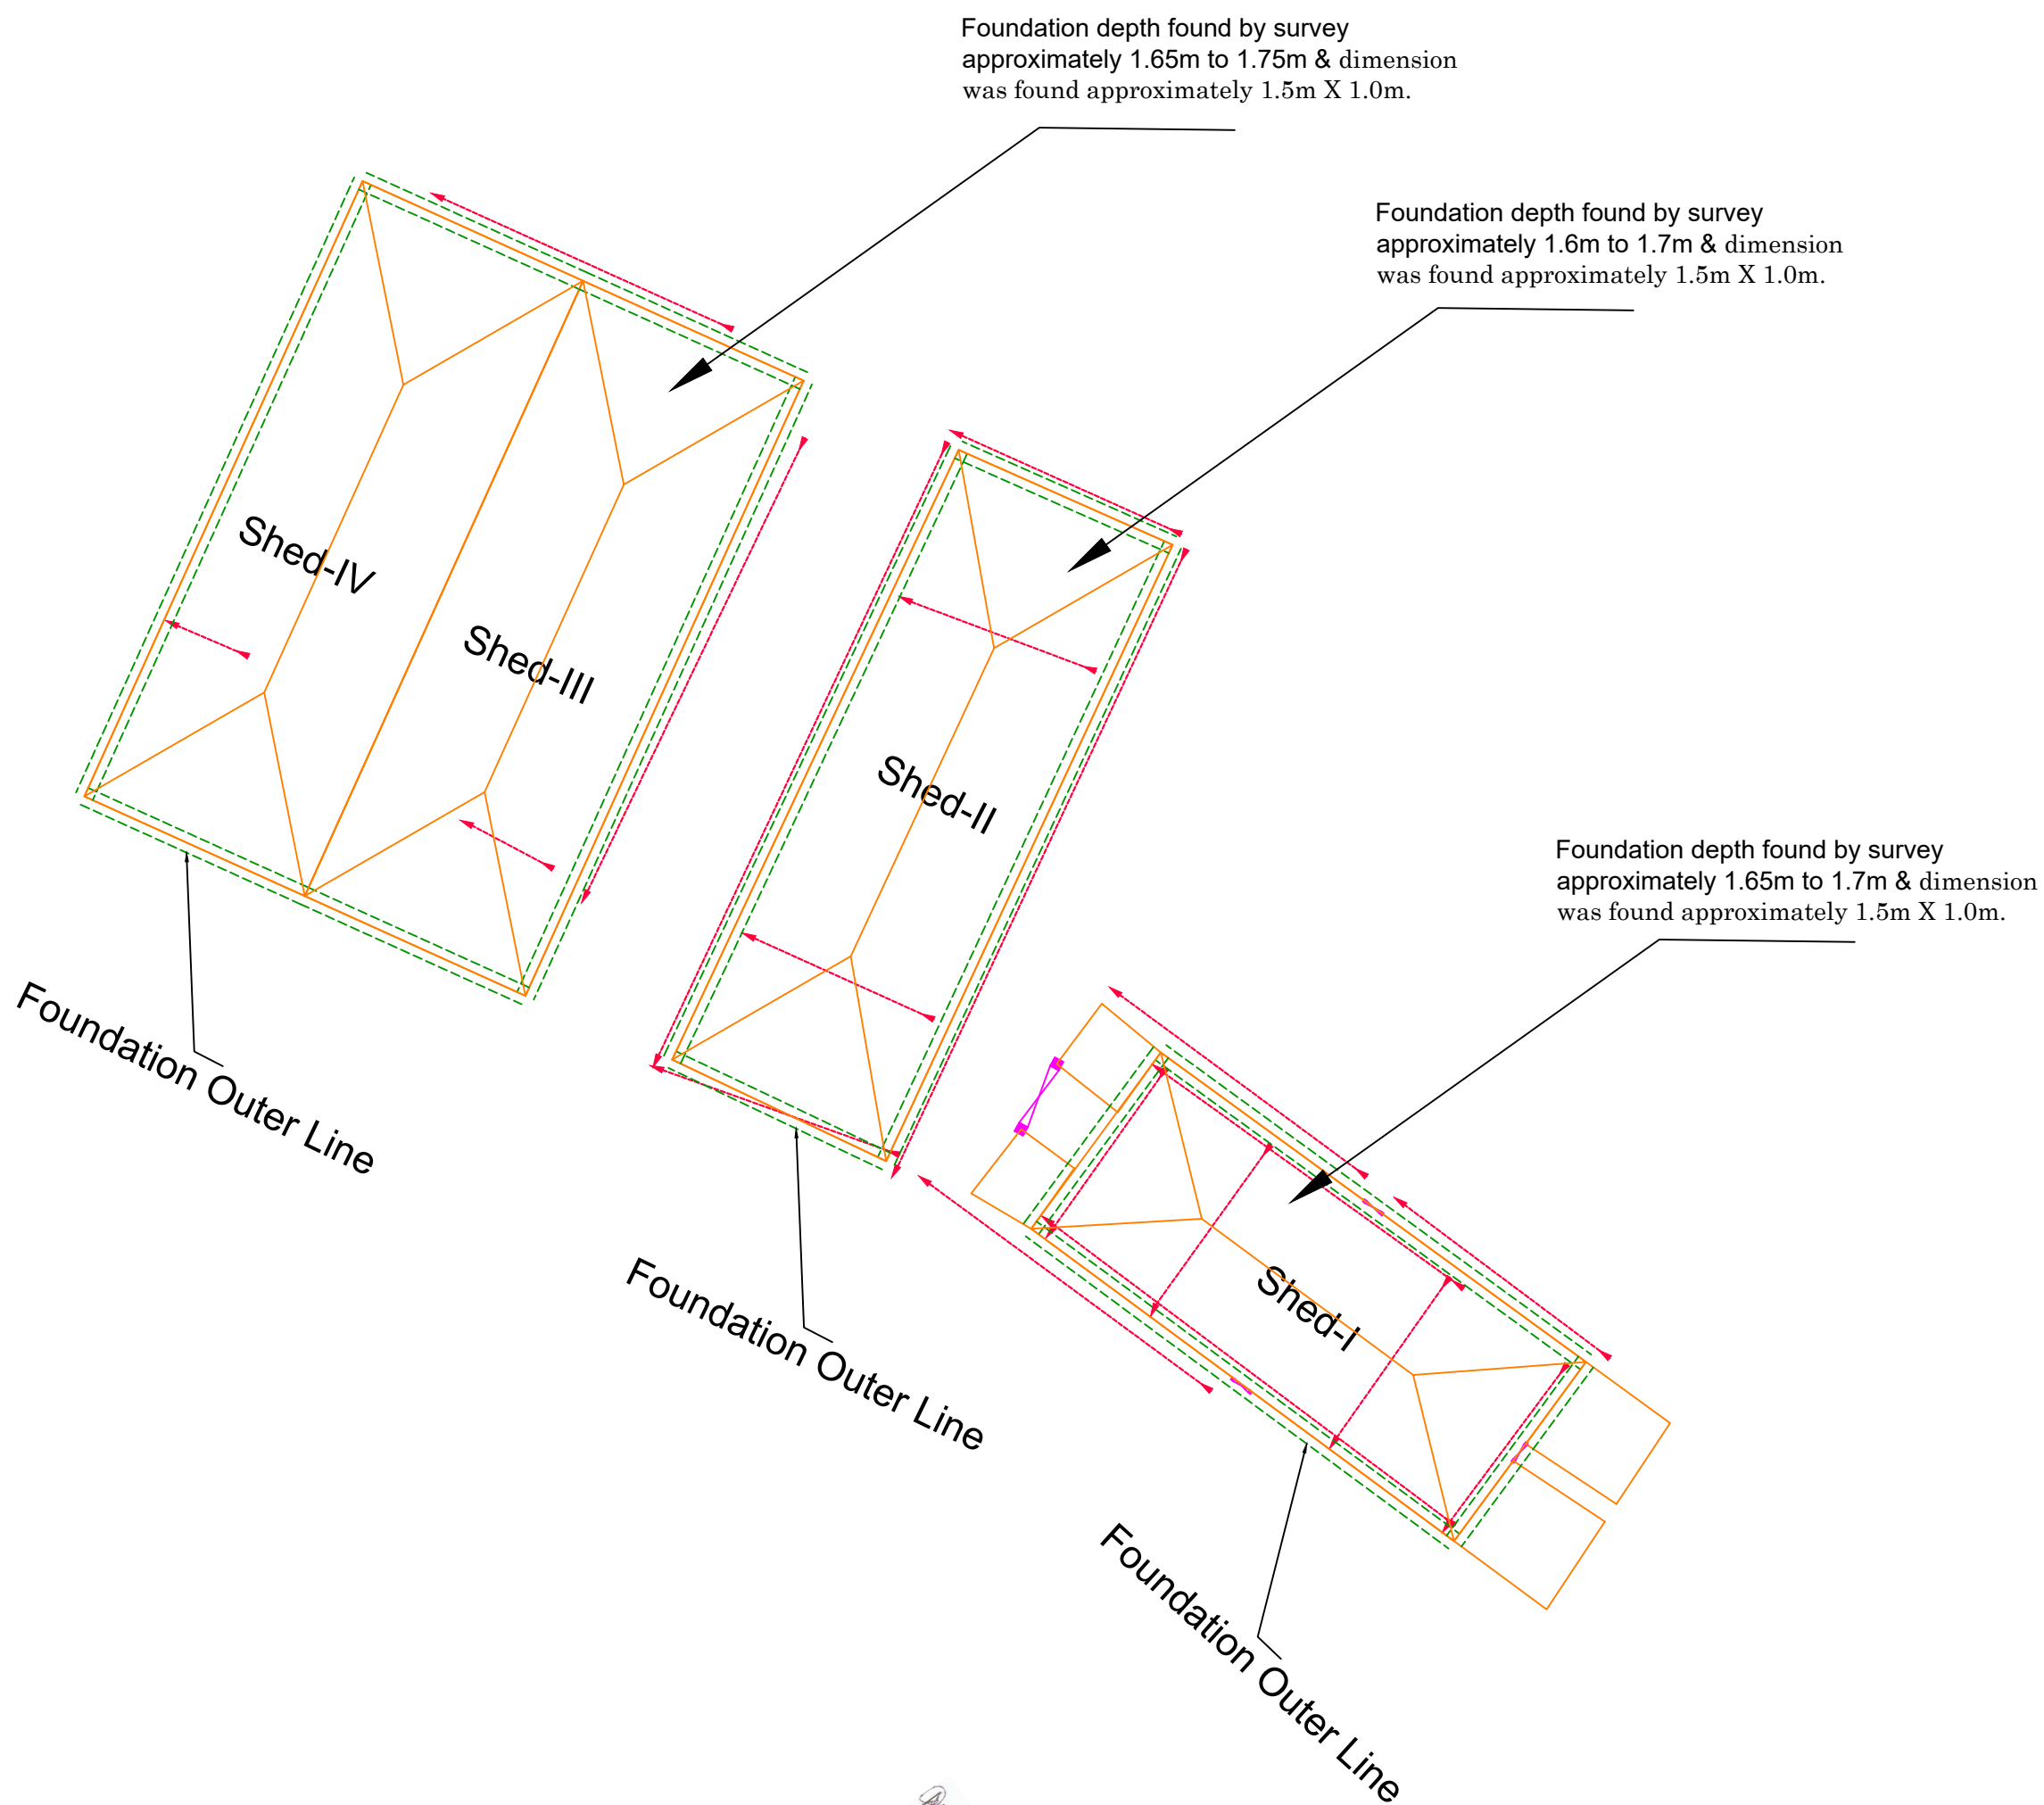 Foundation depth found by survey
approximately 1.65m to 1.75m & dimension
was found approximately 1.5m X 1.0m.
Foundation depth found by survey
approximately 1.6m to 1.7m & dimension
was found approximately 1.5m X 1.0m.
Shed-IV
Shed-III
Shed-II
Foundation depth found by survey
approximately 1.65m to 1.7m & dimension
was found approximately 1.5m X 1.0m.
Foundation Outer Line
Shed-I
Foundation Outer Line
Foundation Outer Line